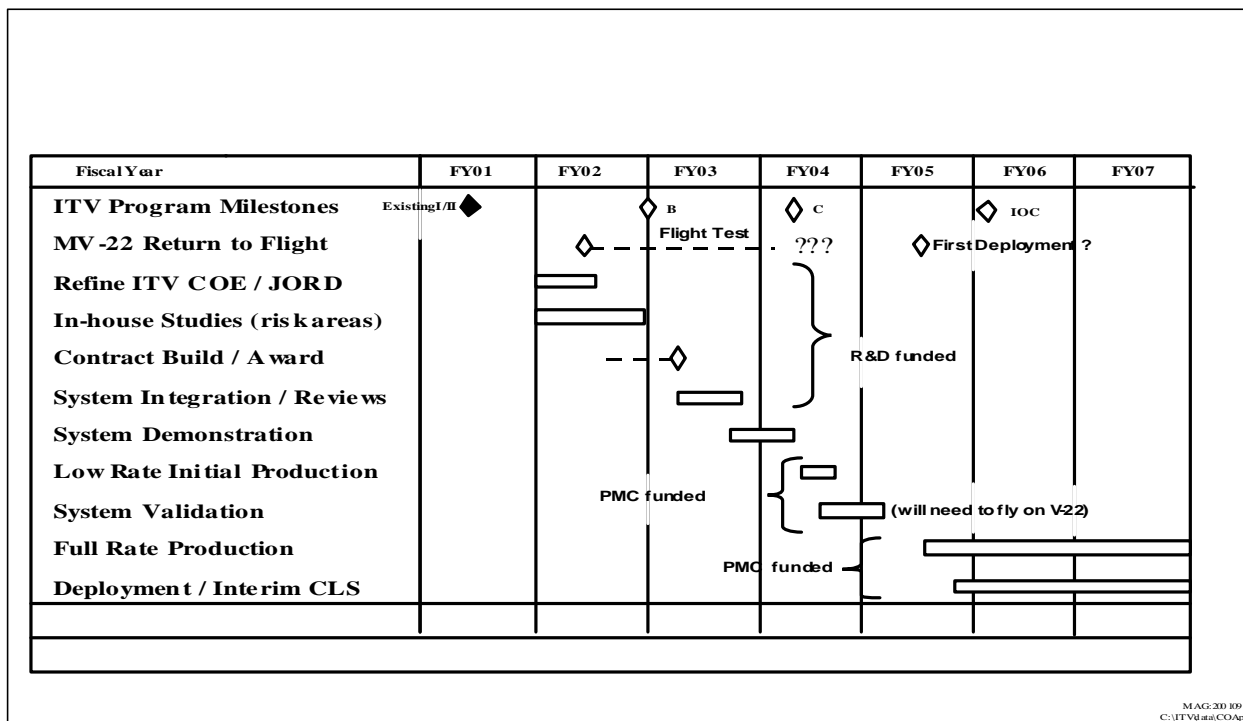 Fiscal Year FY01 FY02 FY03 FY04 FY05 FY06 FY07
ITV Program Milestones Existing I/II B C IOC
MV-22 Return to Flight Flight Test ??? First Deployment ?
Refine ITV COE / JORD
In-house Studies (risk areas)
Contract Build / Award R&D funded
System Integration / Reviews
System Demonstration
Low Rate Initial Production
PMC funded
System Validation (will need to fly on V-22)
Full Rate Production
PMC funded
Deployment / Interim CLS
MAG:200109
C:\ITV\data\COA